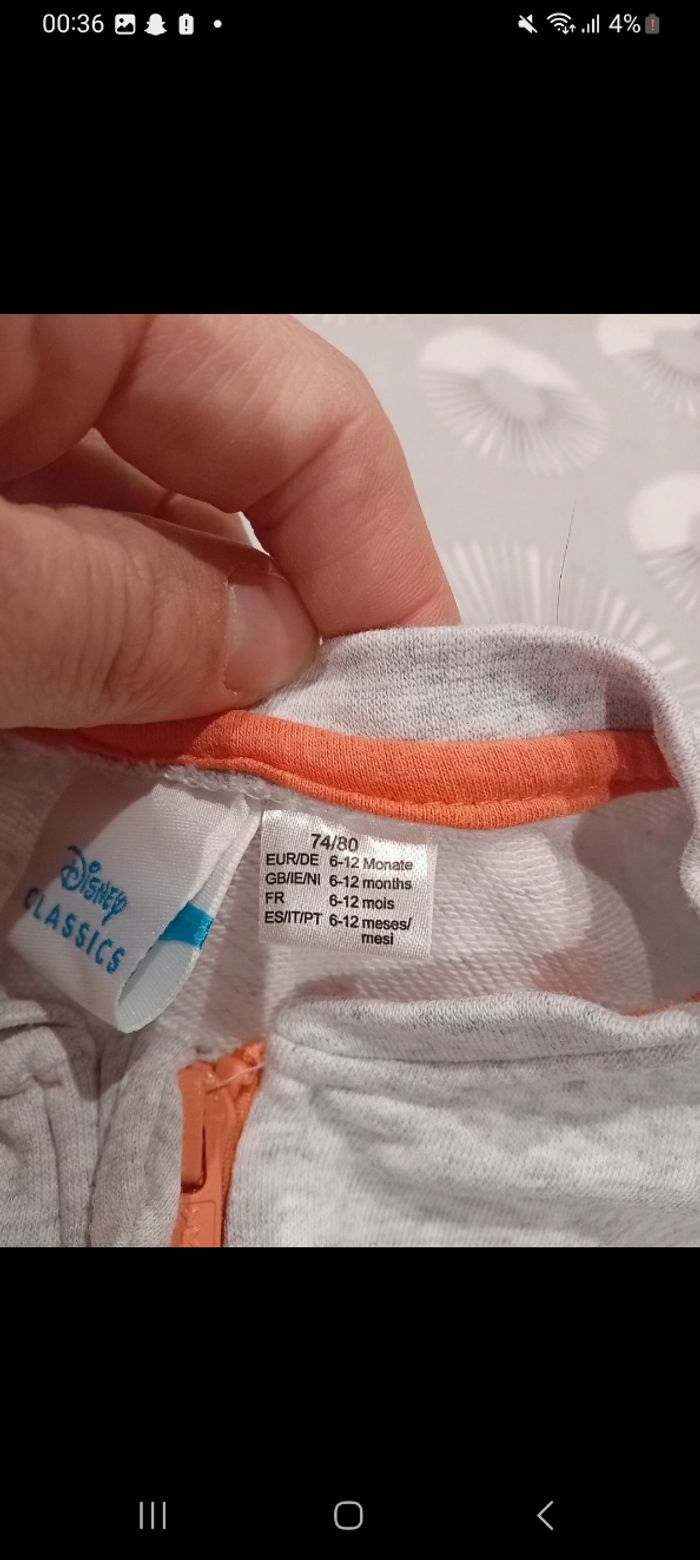 00:36
4%
Disney
CLASSICS
74/80
EUR/DE 6-12 Monate
GB/IE/NI 6-12 months
FR 6-12 mois
ES/IT/PT 6-12 meses/
mesi